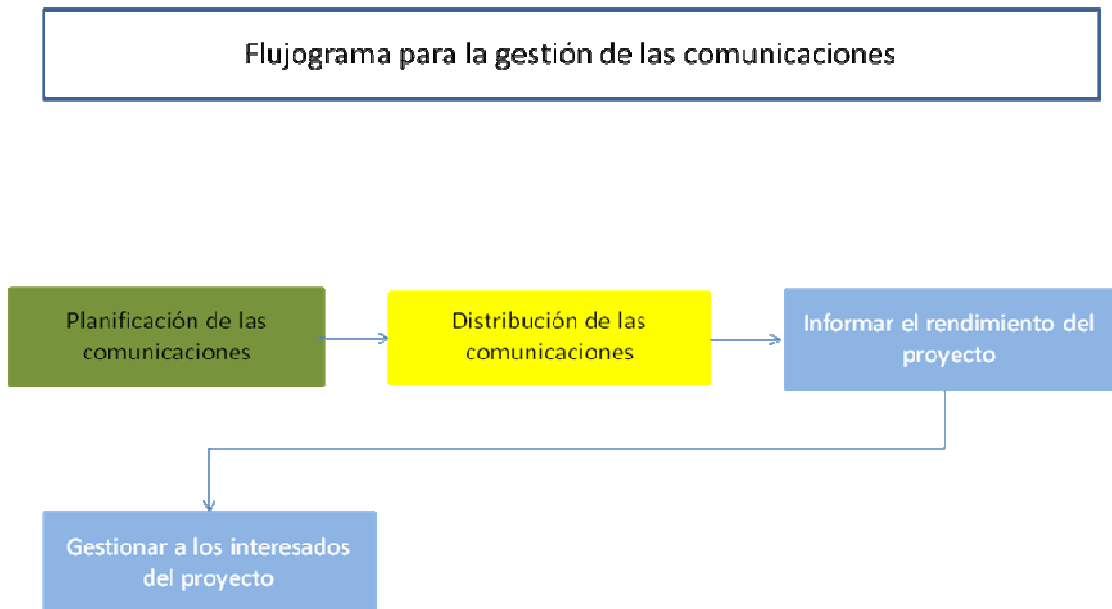 Flujograma para la gestión de las comunicaciones
Planificación de las
comunicaciones
Distribución de las
comunicaciones
Informar el rendimiento del
proyecto
Gestionar a los interesados
del proyecto